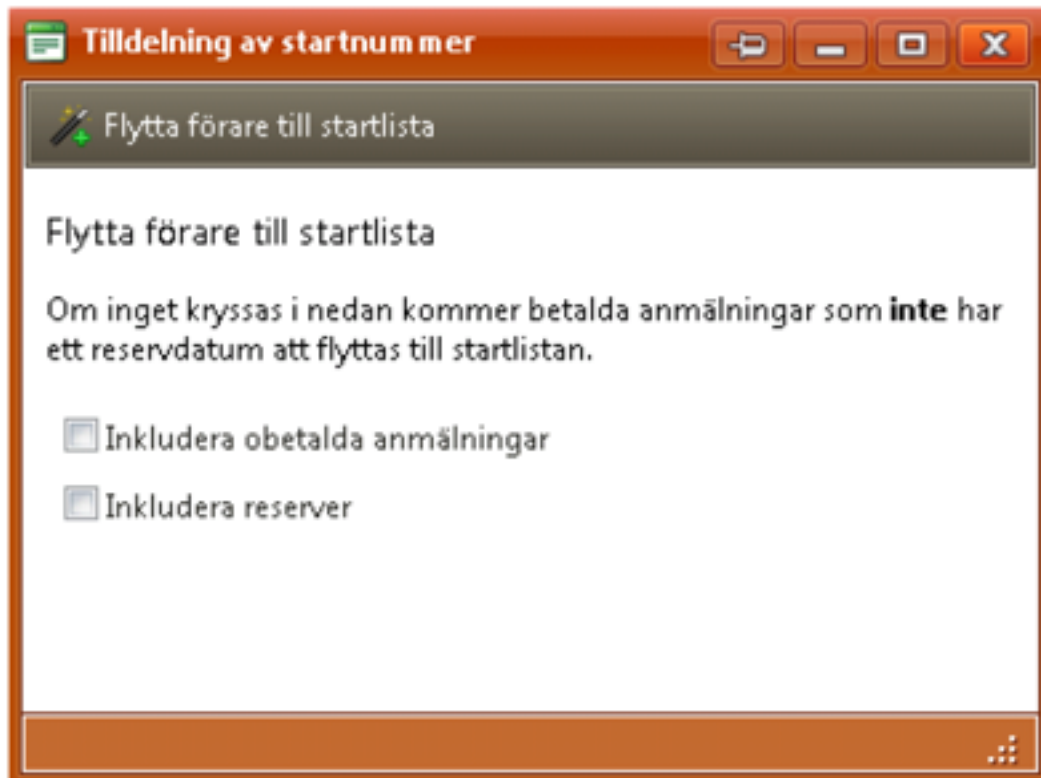 Tilldelning av startnummer
Flytta förare till startlista
Flytta förare till startlista
Om inget kryssas i nedan kommer betalda anmälningar som inte har
ett reservdatum att flyttas till startlistan.
Inkludera obetalda anmälningar
Inkludera reserver